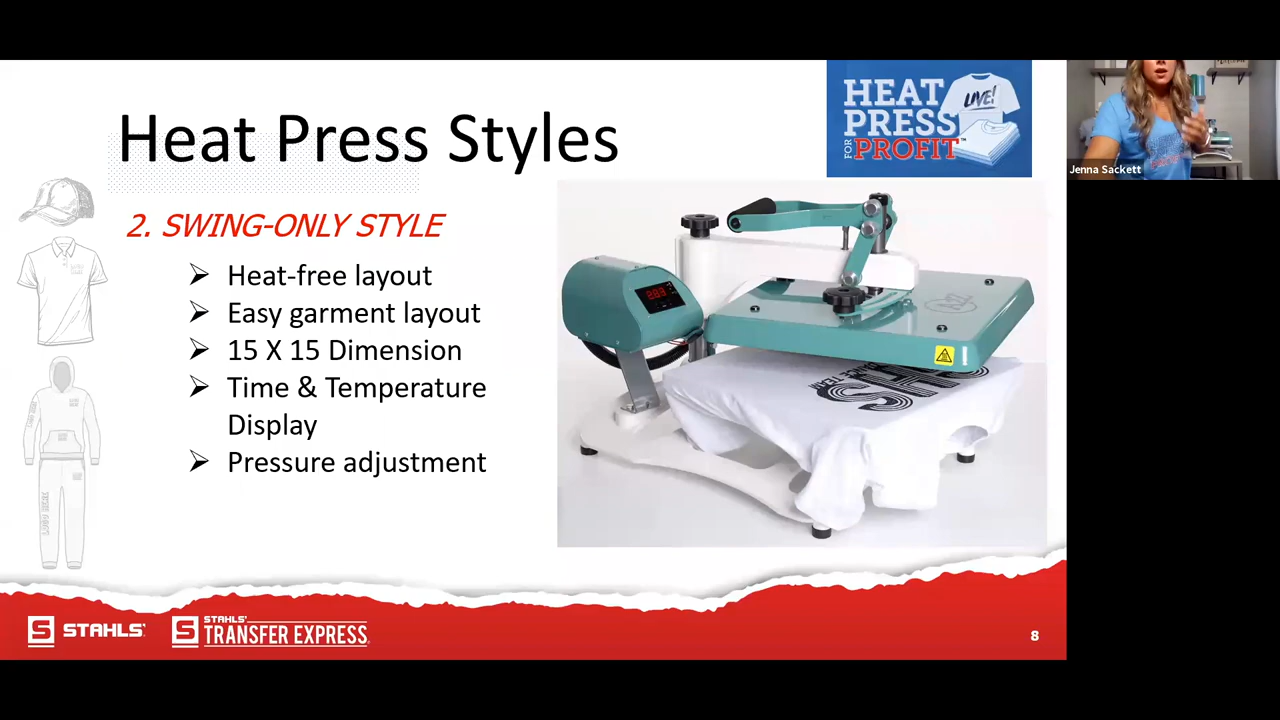 Heat Press Styles
2. SWING-ONLY STYLE
Heat-free layout
Easy garment layout
15 X 15 Dimension
Time & Temperature
Display
Pressure adjustment
HEAT
PRESS
FOR PROFIT™
LIVE!
Jenna Sackett
STAHLS'
STAHLS'
TRANSFER EXPRESS
8